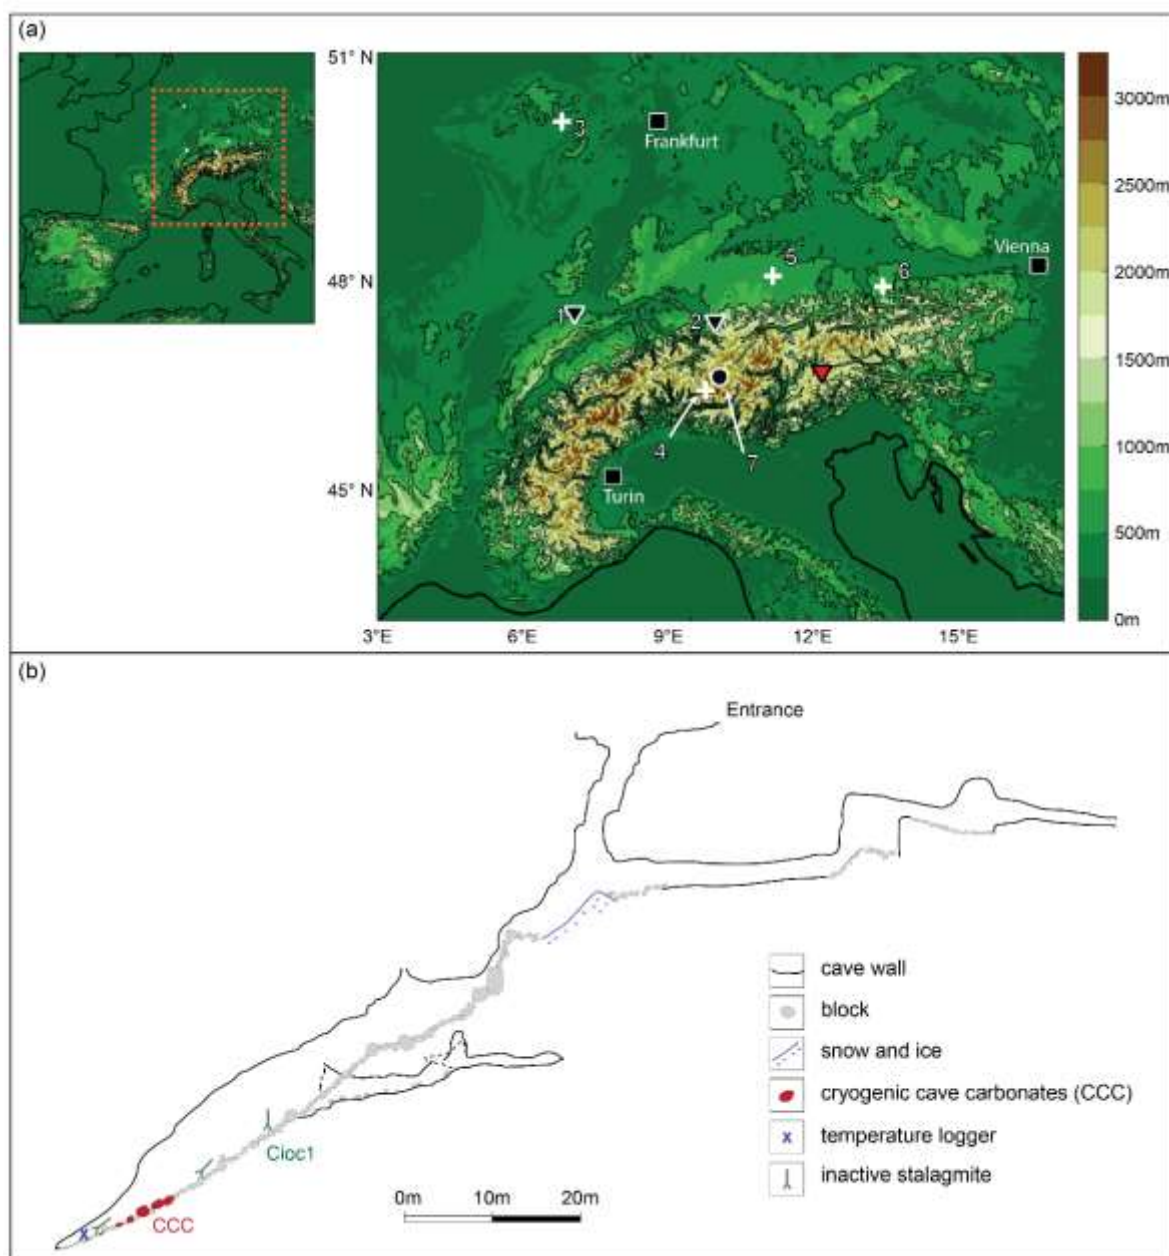 (a)
51° N
48° N
45° N
3°E
6°E
9°E
12°E
15°E
3
Frankfurt
Vienna
5
6
1
2
4
7
Turin
3000m
2500m
2000m
1500m
1000m
500m
0m
(b)
Entrance
cave wall
block
snow and ice
cryogenic cave carbonates (CCC)
x temperature logger
inactive stalagmite
Cioc1
CCC
x
0m 10m 20m